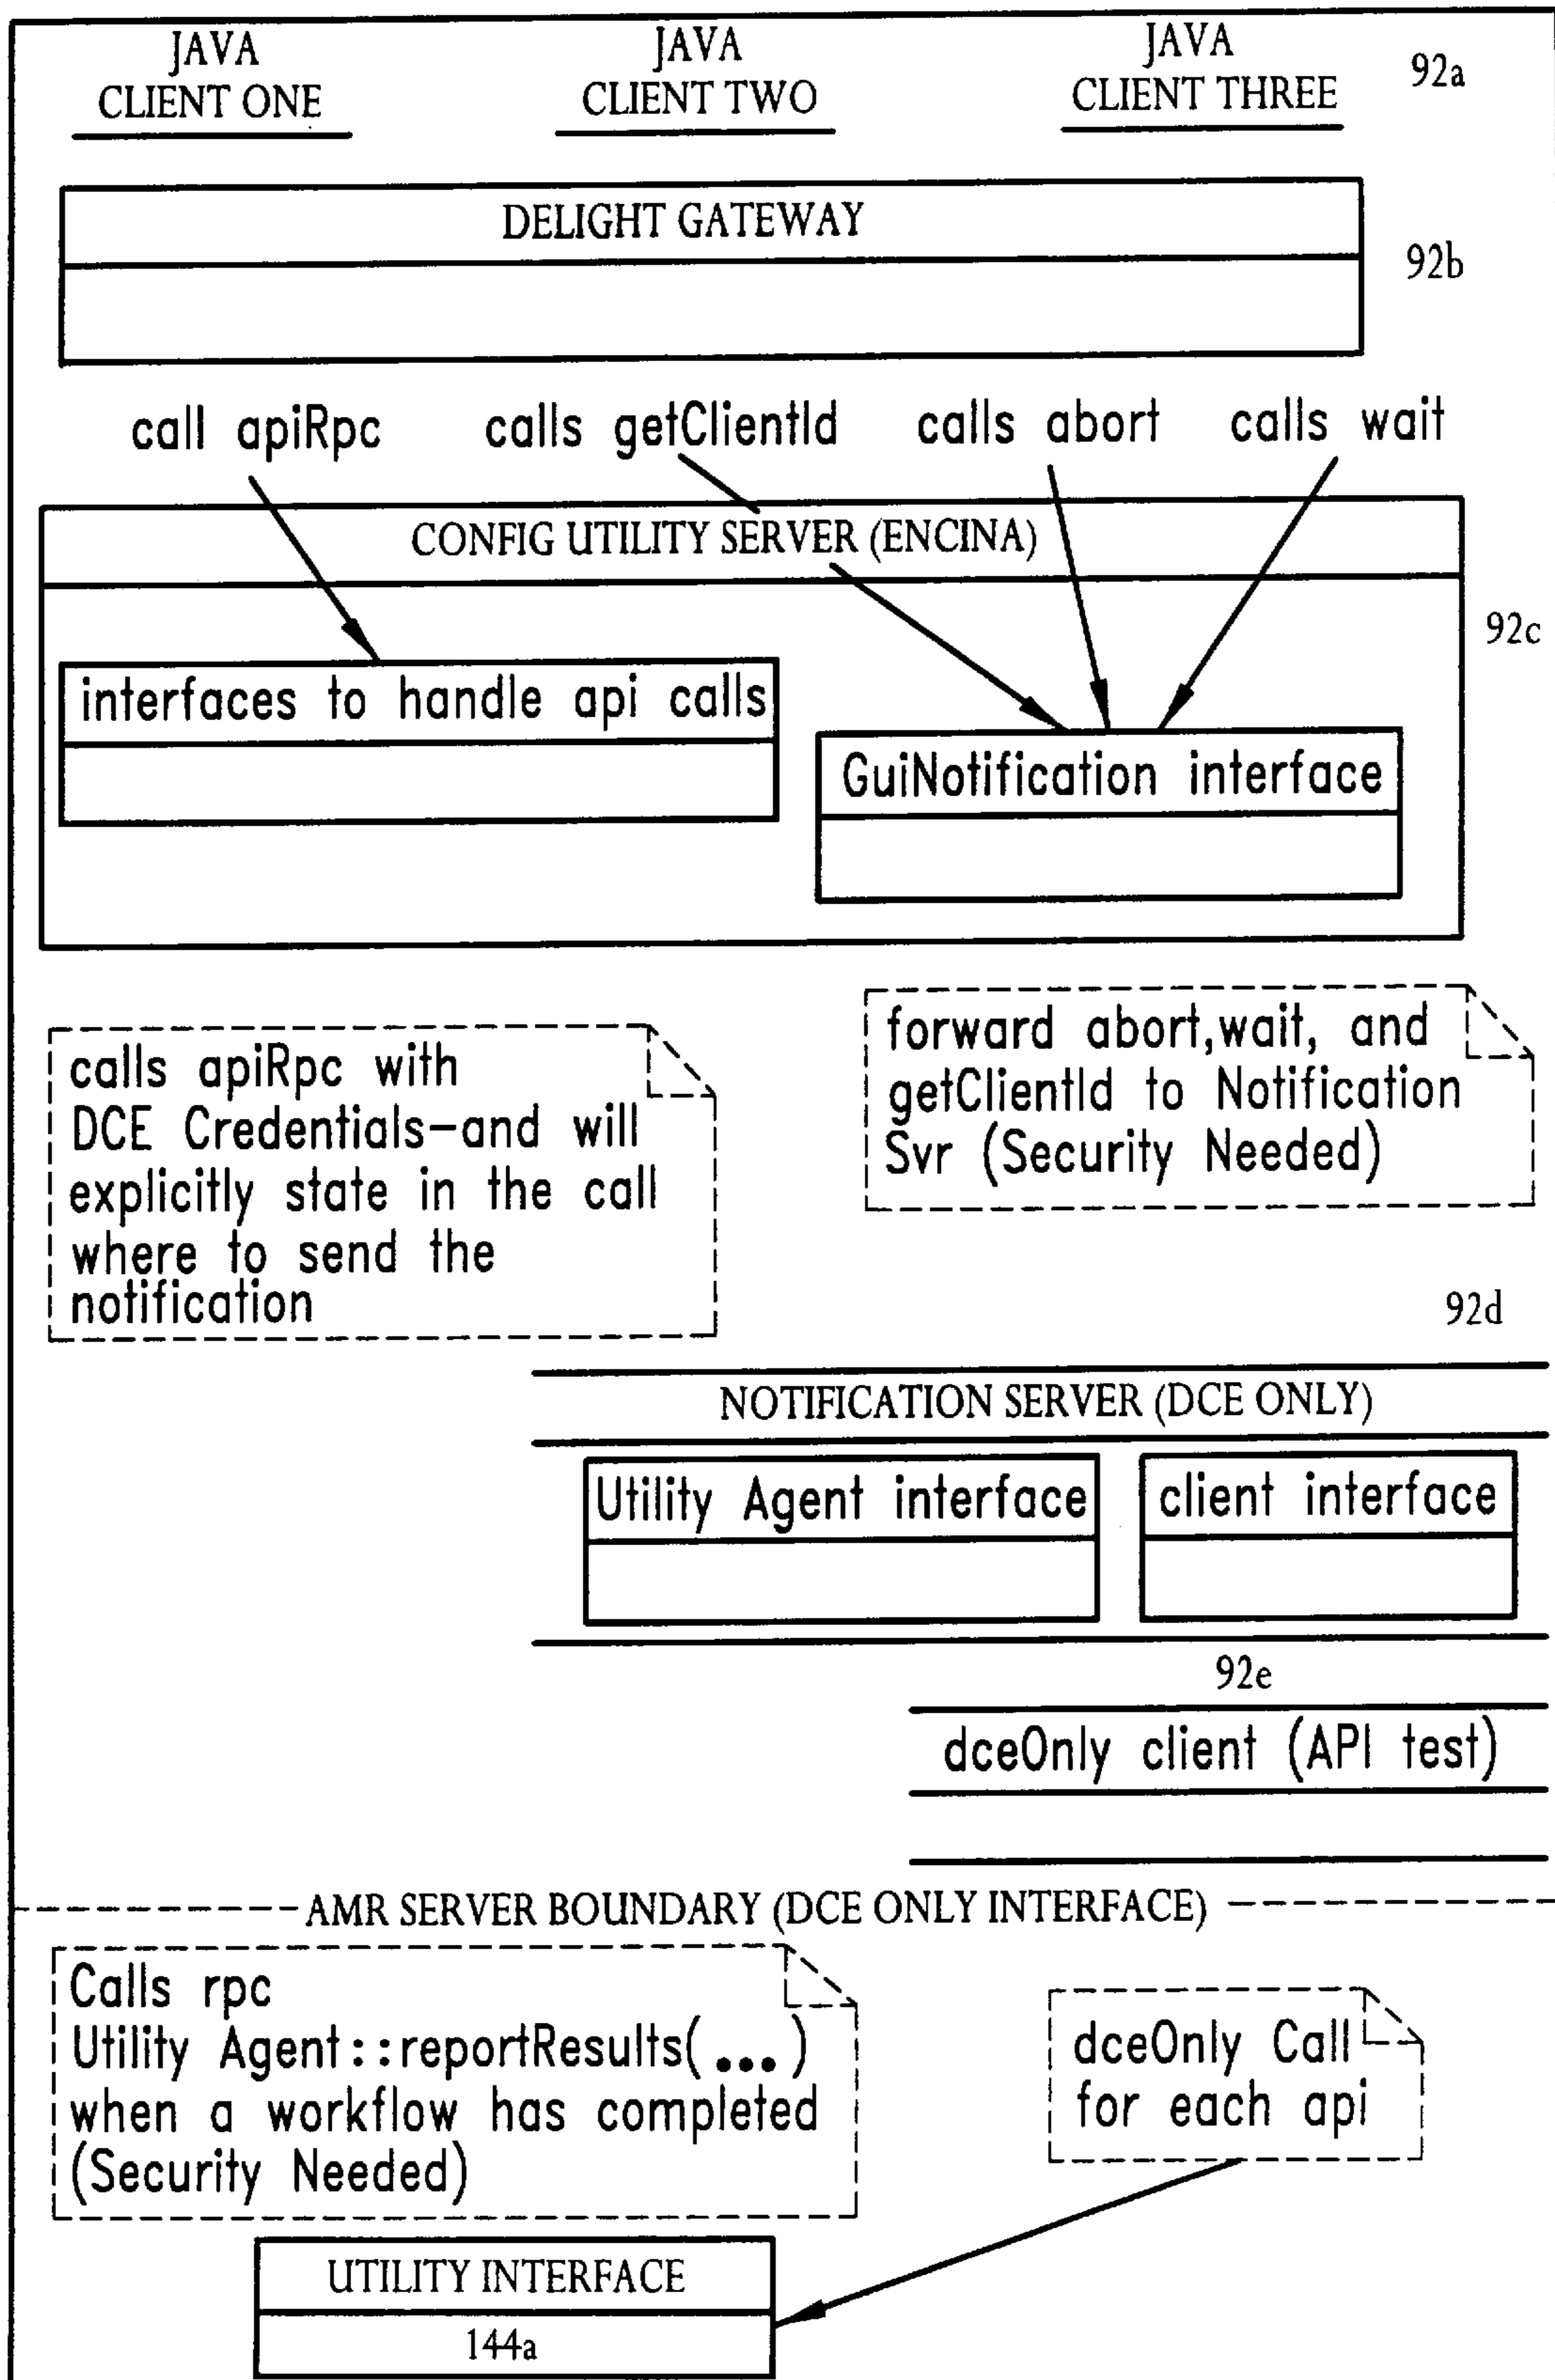 JAVA
CLIENT ONE
JAVA
CLIENT TWO
JAVA
CLIENT THREE
92a
DELIGHT GATEWAY
92b
call apiRpc
calls getClientId
calls abort
calls wait
CONFIG UTILITY SERVER (ENCINA)
92c
interfaces to handle api calls
GuiNotification interface
calls apiRpc with
DCE Credentials-and will
explicitly state in the call
where to send the
notification
forward abort,wait, and
getClientId to Notification
Svr (Security Needed)
92d
NOTIFICATION SERVER (DCE ONLY)
Utility Agent interface
client interface
92e
dceOnly client (API test)
AMR SERVER BOUNDARY (DCE ONLY INTERFACE)
Calls rpc
Utility Agent::reportResults(...)
when a workflow has completed
(Security Needed)
dceOnly Call
for each api
UTILITY INTERFACE
144a